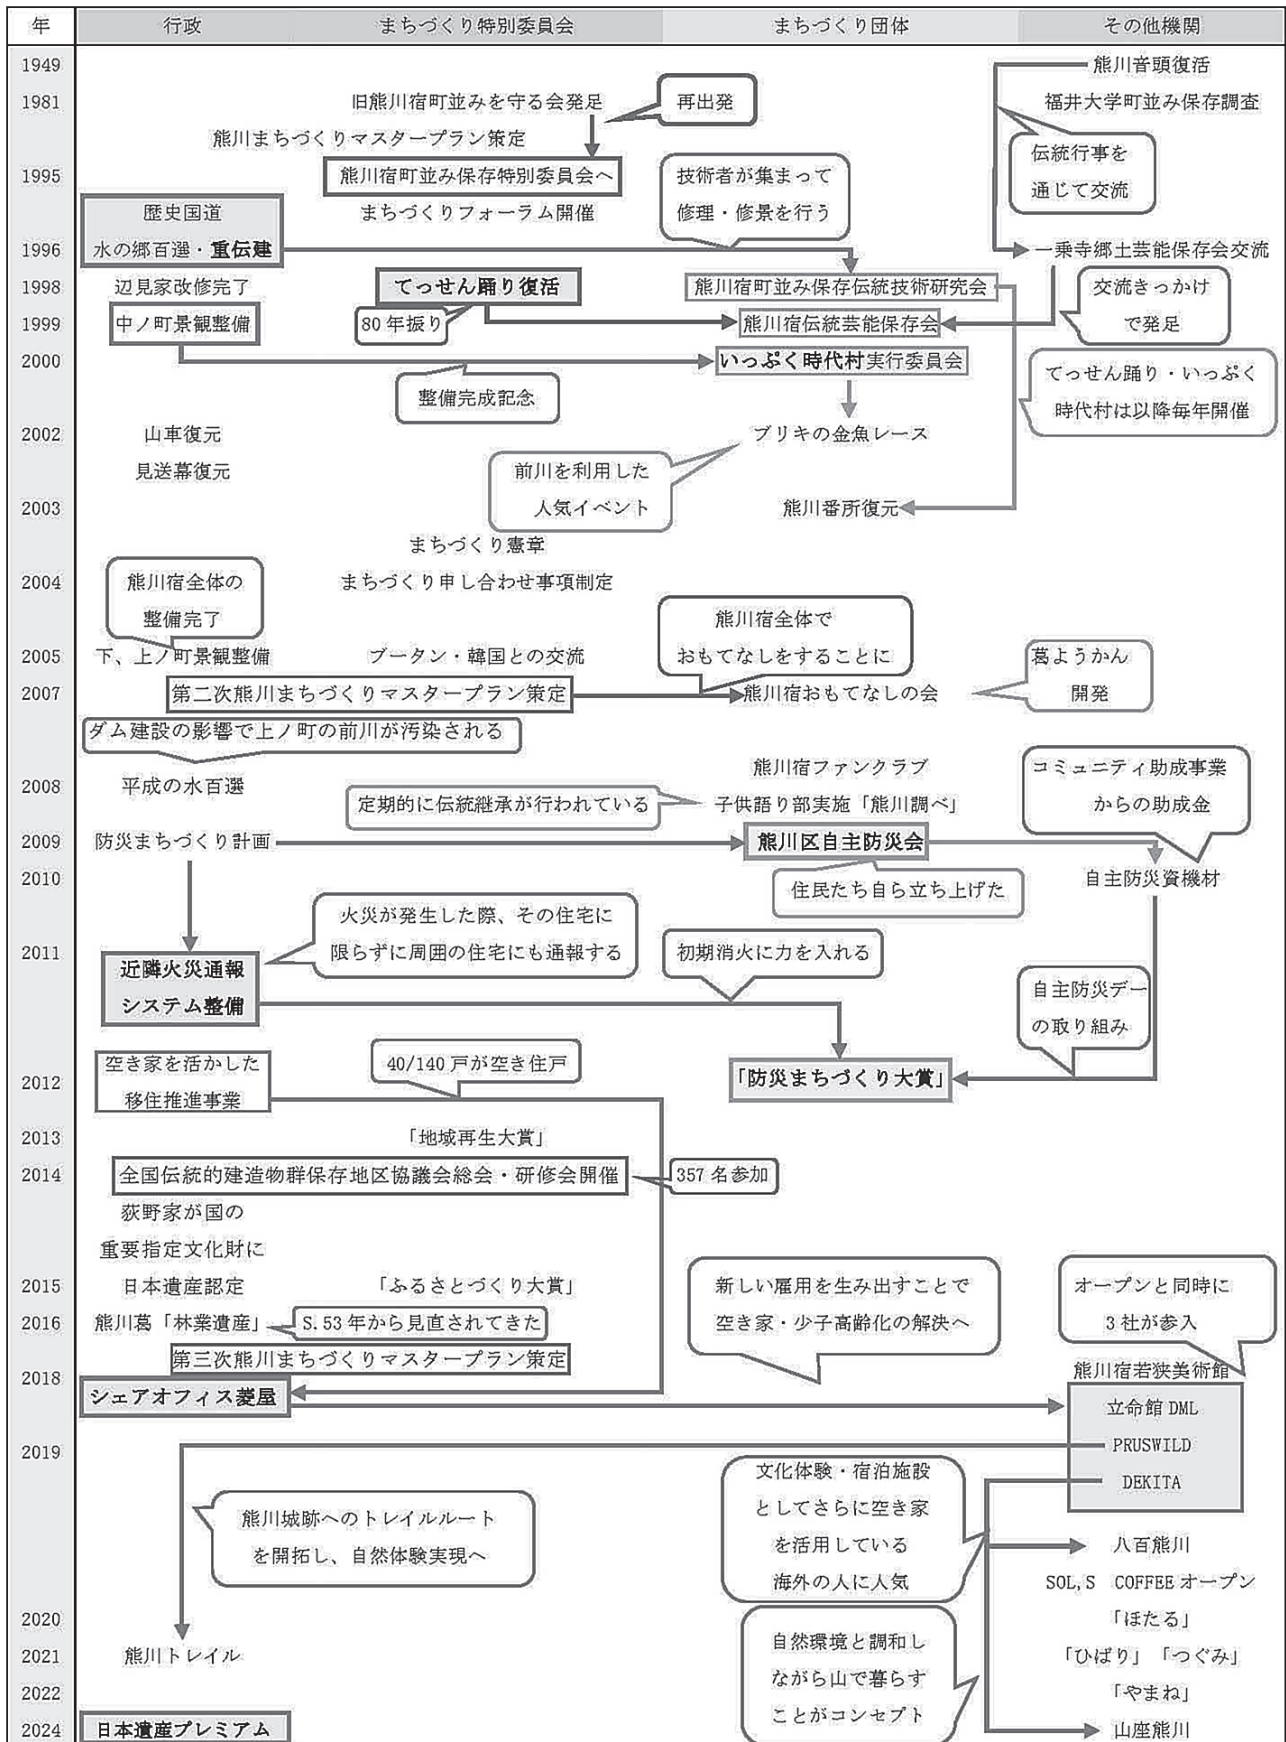 年 行政 まちづくり特別委員会 まちづくり団体 その他機関
1949 熊川音頭復活
1981 旧熊川宿町並みを守る会発足 再出発 福井大学町並み保存調査
熊川まちづくりマスタープラン策定
伝統行事を
通じて交流
1995 熊川宿町並み保存特別委員会へ
技術者が集まって
修理・修景を行う
歴史国道 まちづくりフォーラム開催
1996 水の郷百選・重伝建 一乗寺郷土芸能保存会交流
1998 辺見家改修完了 てっせん踊り復活 熊川宿町並み保存伝統技術研究会
交流きっかけ
で発足
1999 中ノ町景観整備 80年振り 熊川宿伝統芸能保存会
2000 いっぷく時代村実行委員会
整備完成記念
てっせん踊り・いっぷく
時代村は以降毎年開催
2002 山車復元 ブリキの金魚レース
見送幕復元
前川を利用した
人気イベント
2003 熊川番所復元
まちづくり憲章
2004 まちづくり申し合わせ事項制定
熊川宿全体の
整備完了
熊川宿全体で
おもてなしをすることに
2005 下、上ノ町景観整備 ブータン・韓国との交流
葛ようかん
開発
2007 第二次熊川まちづくりマスタープラン策定 熊川宿おもてなしの会
ダム建設の影響で上ノ町の前川が汚染される
熊川宿ファンクラブ
2008 平成の水百選
定期的に伝統継承が行われている 子供語り部実施「熊川調べ」
コミュニティ助成事業
からの助成金
2009 防災まちづくり計画 熊川区自主防災会
2010 住民たち自ら立ち上げた 自主防災資機材
火災が発生した際、その住宅に
限らずに周囲の住宅にも通報する
初期消火に力を入れる
2011 近隣火災通報
システム整備
自主防災デー
の取り組み
空き家を活かした
移住推進事業
40/140戸が空き住戸
2012 「防災まちづくり大賞」
2013 「地域再生大賞」
2014 全国伝統的建造物群保存地区協議会総会・研修会開催 357名参加
荻野家が国の
重要指定文化財に
2015 日本遺産認定 「ふるさとづくり大賞」
新しい雇用を生み出すことで
空き家・少子高齢化の解決へ
オープンと同時に
3社が参入
2016 熊川葛「林業遺産」 S.53年から見直されてきた
第三次熊川まちづくりマスタープラン策定
熊川宿若狭美術館
2018 シェアオフィス菱屋
立命館DML
2019 PRUSWILD
DEKITA
文化体験・宿泊施設
としてさらに空き家
を活用している
海外の人に人気
熊川城跡へのトレイルルート
を開拓し、自然体験実現へ
八百熊川
SOL,S COFFEEオープン
2020 「ほたる」
2021 熊川トレイル 「ひばり」「つぐみ」
自然環境と調和し
ながら山で暮らす
ことがコンセプト
2022 「やまね」
2024 日本遺産プレミアム 山座熊川